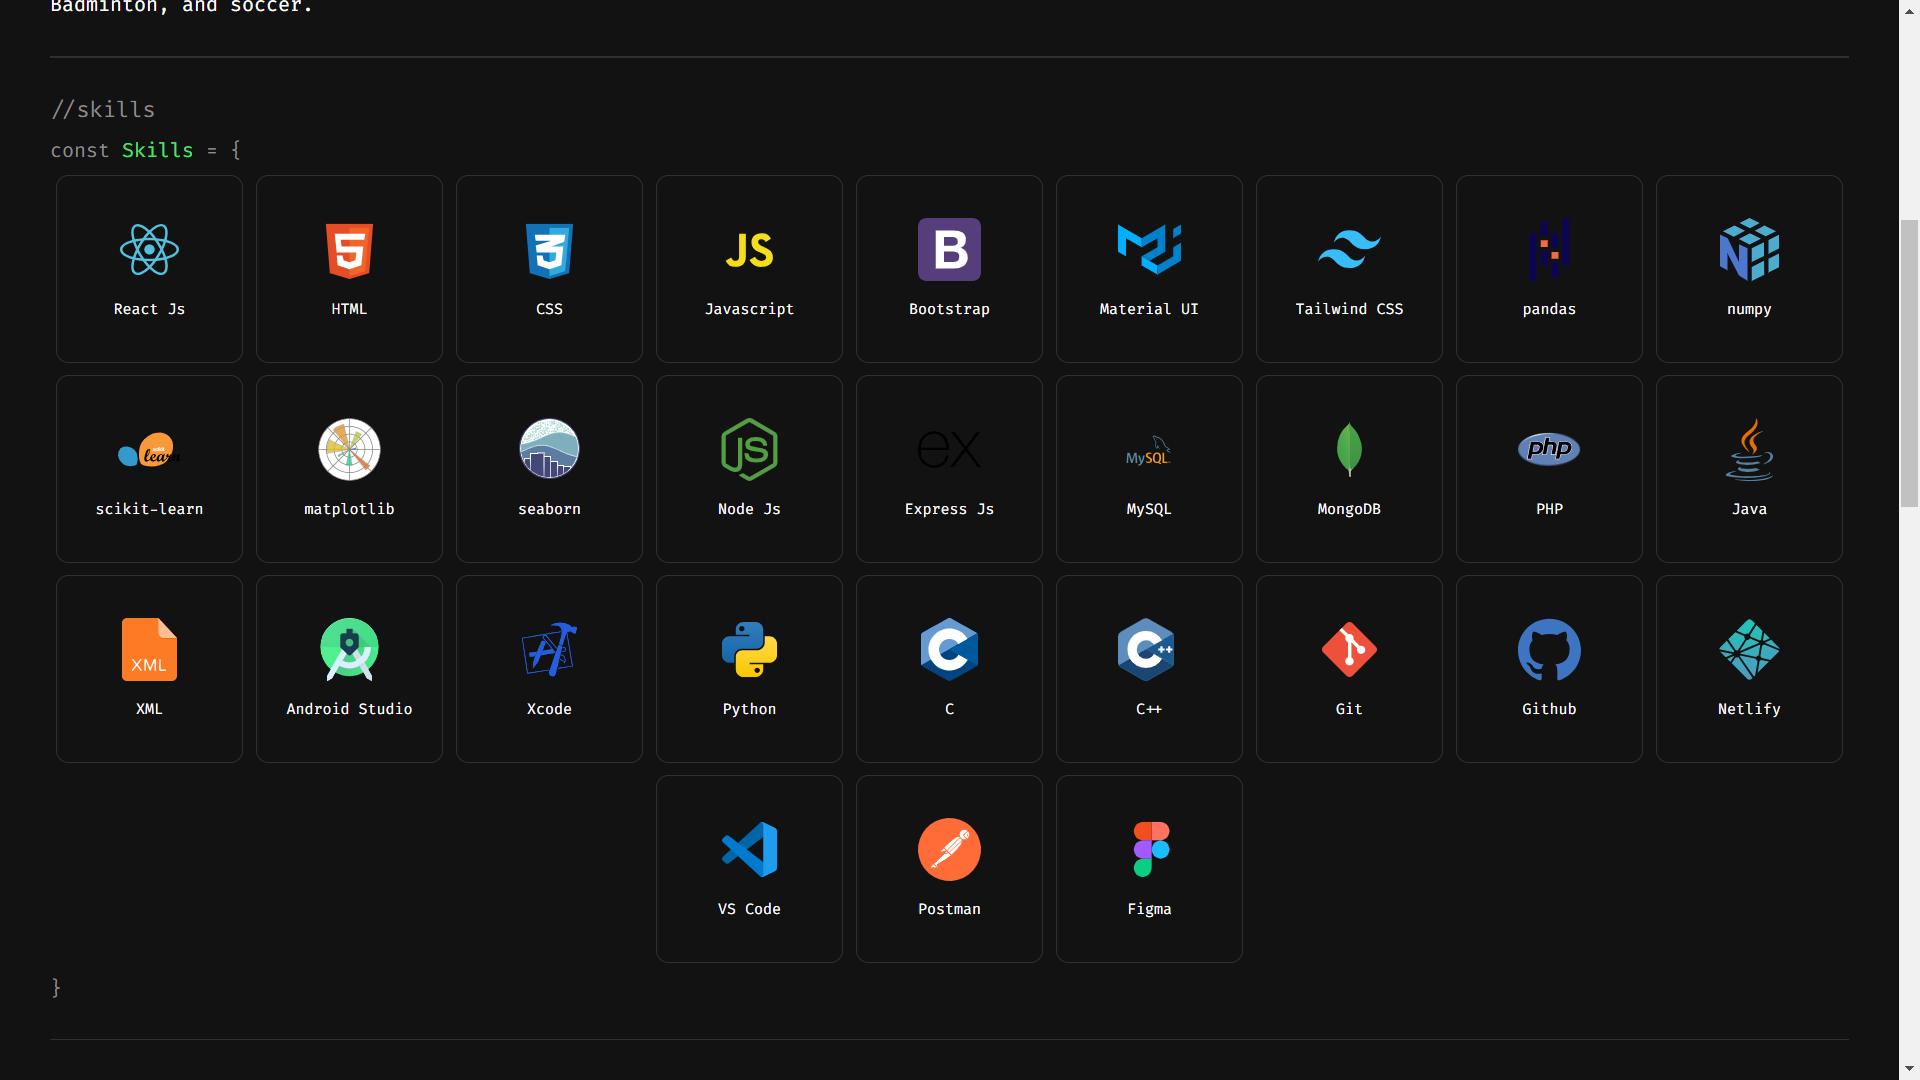 Badminton, and soccer.
//skills
const Skills = {
JS
B
React Js HTML CSS Javascript Bootstrap Material UI Tailwind CSS pandas numpy
scikit learn
JS
ex
MySQL
php
scikit-learn matplotlib seaborn Node Js Express Js MySQL MongoDB PHP Java
XML
C
C++
XML Android Studio Xcode Python C C++ Git Github Netlify
VS Code Postman Figma
}